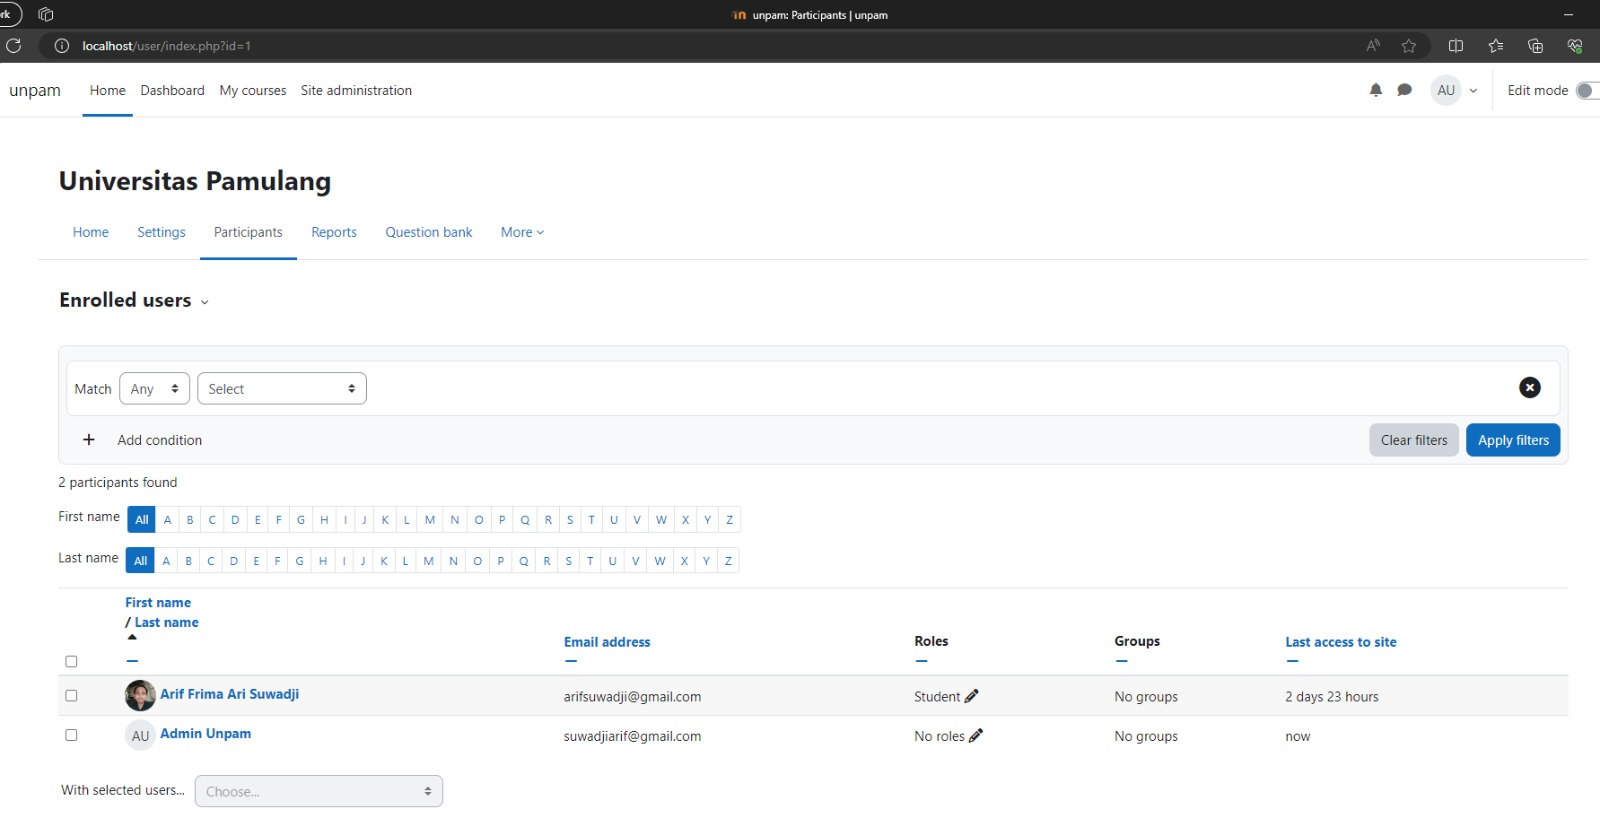 rk
unpam: Participants | unpam
localhost/user/index.php?id=1
unpam Home Dashboard My courses Site administration AU Edit mode
Universitas Pamulang
Home Settings Participants Reports Question bank More
Enrolled users
Match Any Select
+ Add condition Clear filters Apply filters
2 participants found
First name All A B C D E F G H I J K L M N O P Q R S T U V W X Y Z
Last name All A B C D E F G H I J K L M N O P Q R S T U V W X Y Z
First name
/ Last name
Email address Roles Groups Last access to site
Arif Frima Ari Suwadji arifsuwadji@gmail.com Student No groups 2 days 23 hours
AU Admin Unpam suwadjiarif@gmail.com No roles No groups now
With selected users... Choose...